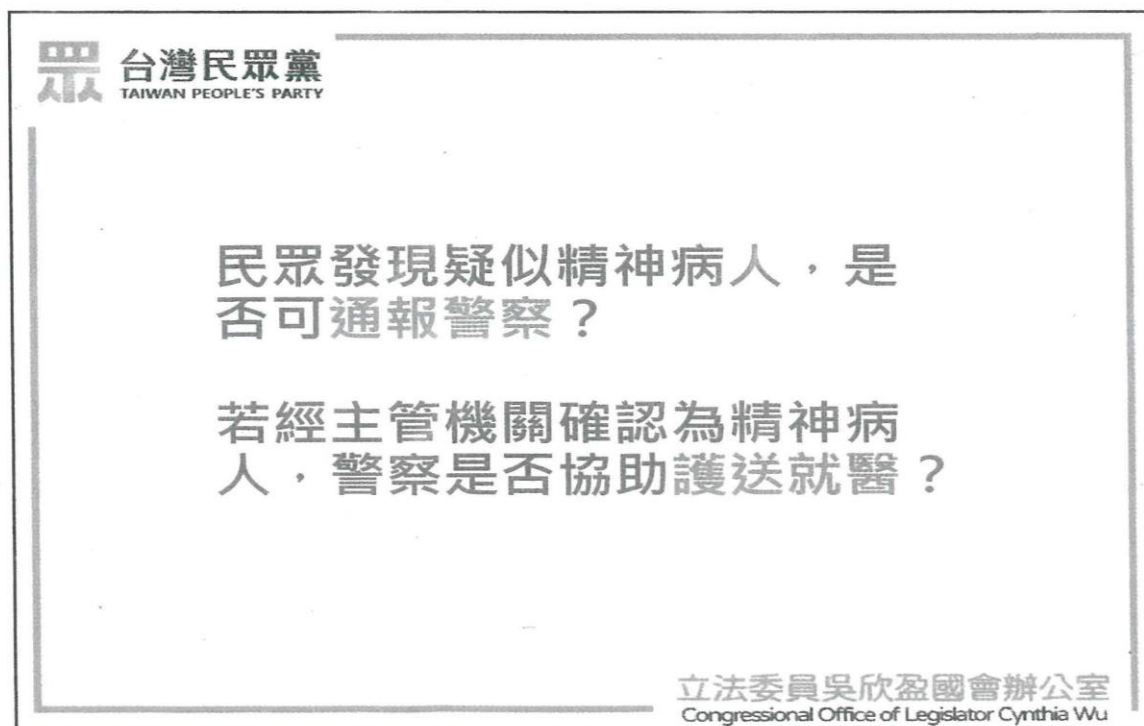 台灣民眾黨
TAIWAN PEOPLE'S PARTY
民眾發現疑似精神病人，是
否可通報警察？
若經主管機關確認為精神病
人，警察是否協助護送就醫？
立法委員吳欣盈國會辦公室
Congressional Office of Legislator Cynthia Wu